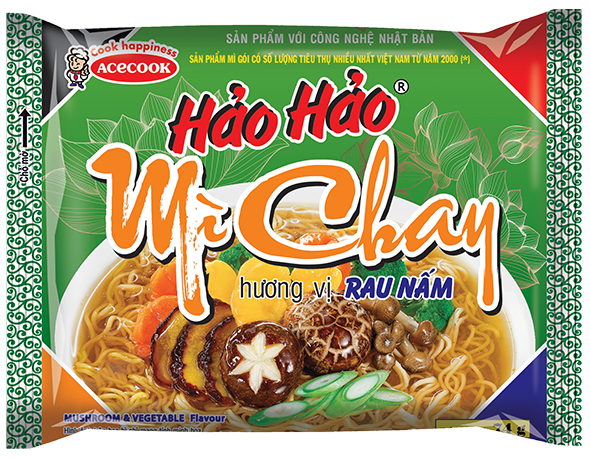 Cook happiness
ACECOOK
SẢN PHẨM VỚI CÔNG NGHỆ NHẬT BẢN
SẢN PHẨM MÌ GÓI CÓ SỐ LƯỢNG TIÊU THỤ NHIỀU NHẤT VIỆT NAM TỪ NĂM 2000 (*)
Hảo Hảo ®
Mì Chay
hương vị RAU NẤM
Chỗ mở
MUSHROOM & VEGETABLE Flavour
74 g